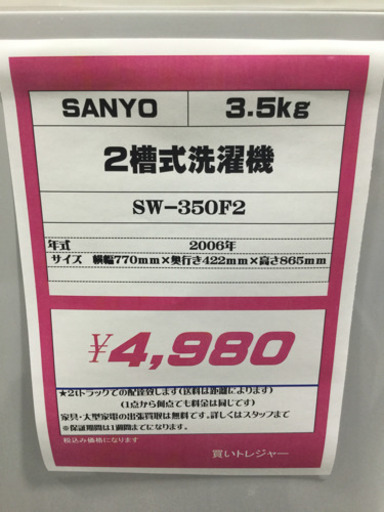 SANYO 3.5kg
2槽式洗濯機
SW-350F2
年式 2006年
サイズ 横幅770mm×奥行き422mm×高さ865mm
¥4,980
★2tトラックでの配達致します(送料は距離によります)
(1点から何点でも料金は同じです)
家具・大型家電の出張買取は無料です。詳しくはスタッフまで
※保証期間は1週間までになります。
税込み価格になります
買いトレジャー